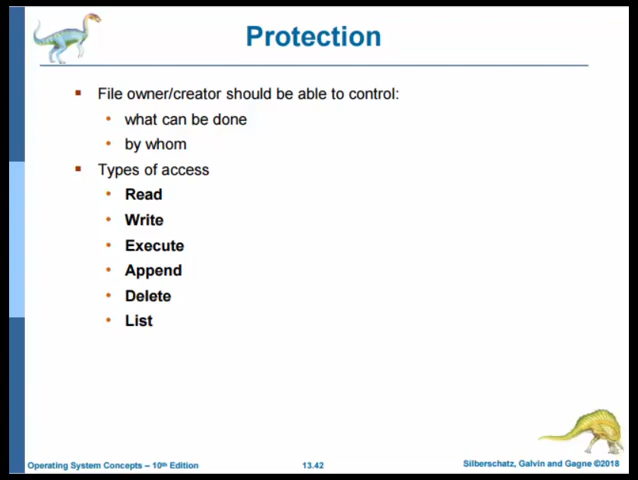 Protection
File owner/creator should be able to control:
what can be done
by whom
Types of access
Read
Write
Execute
Append
Delete
List
Operating System Concepts – 10th Edition
13.42
Silberschatz, Galvin and Gagne ©2018